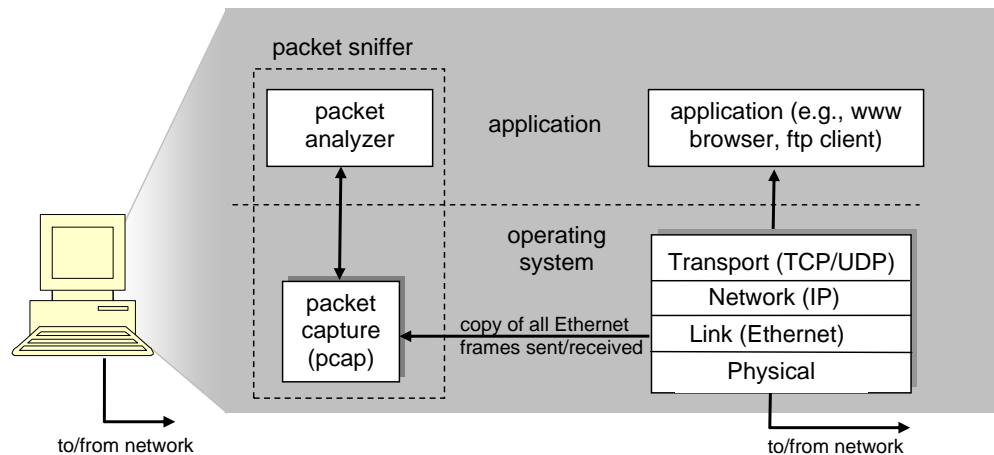 packet sniffer
packet
analyzer
application
application (e.g., www
browser, ftp client)
operating
system
packet
capture
(pcap)
copy of all Ethernet
frames sent/received
Transport (TCP/UDP)
Network (IP)
Link (Ethernet)
Physical
to/from network
to/from network